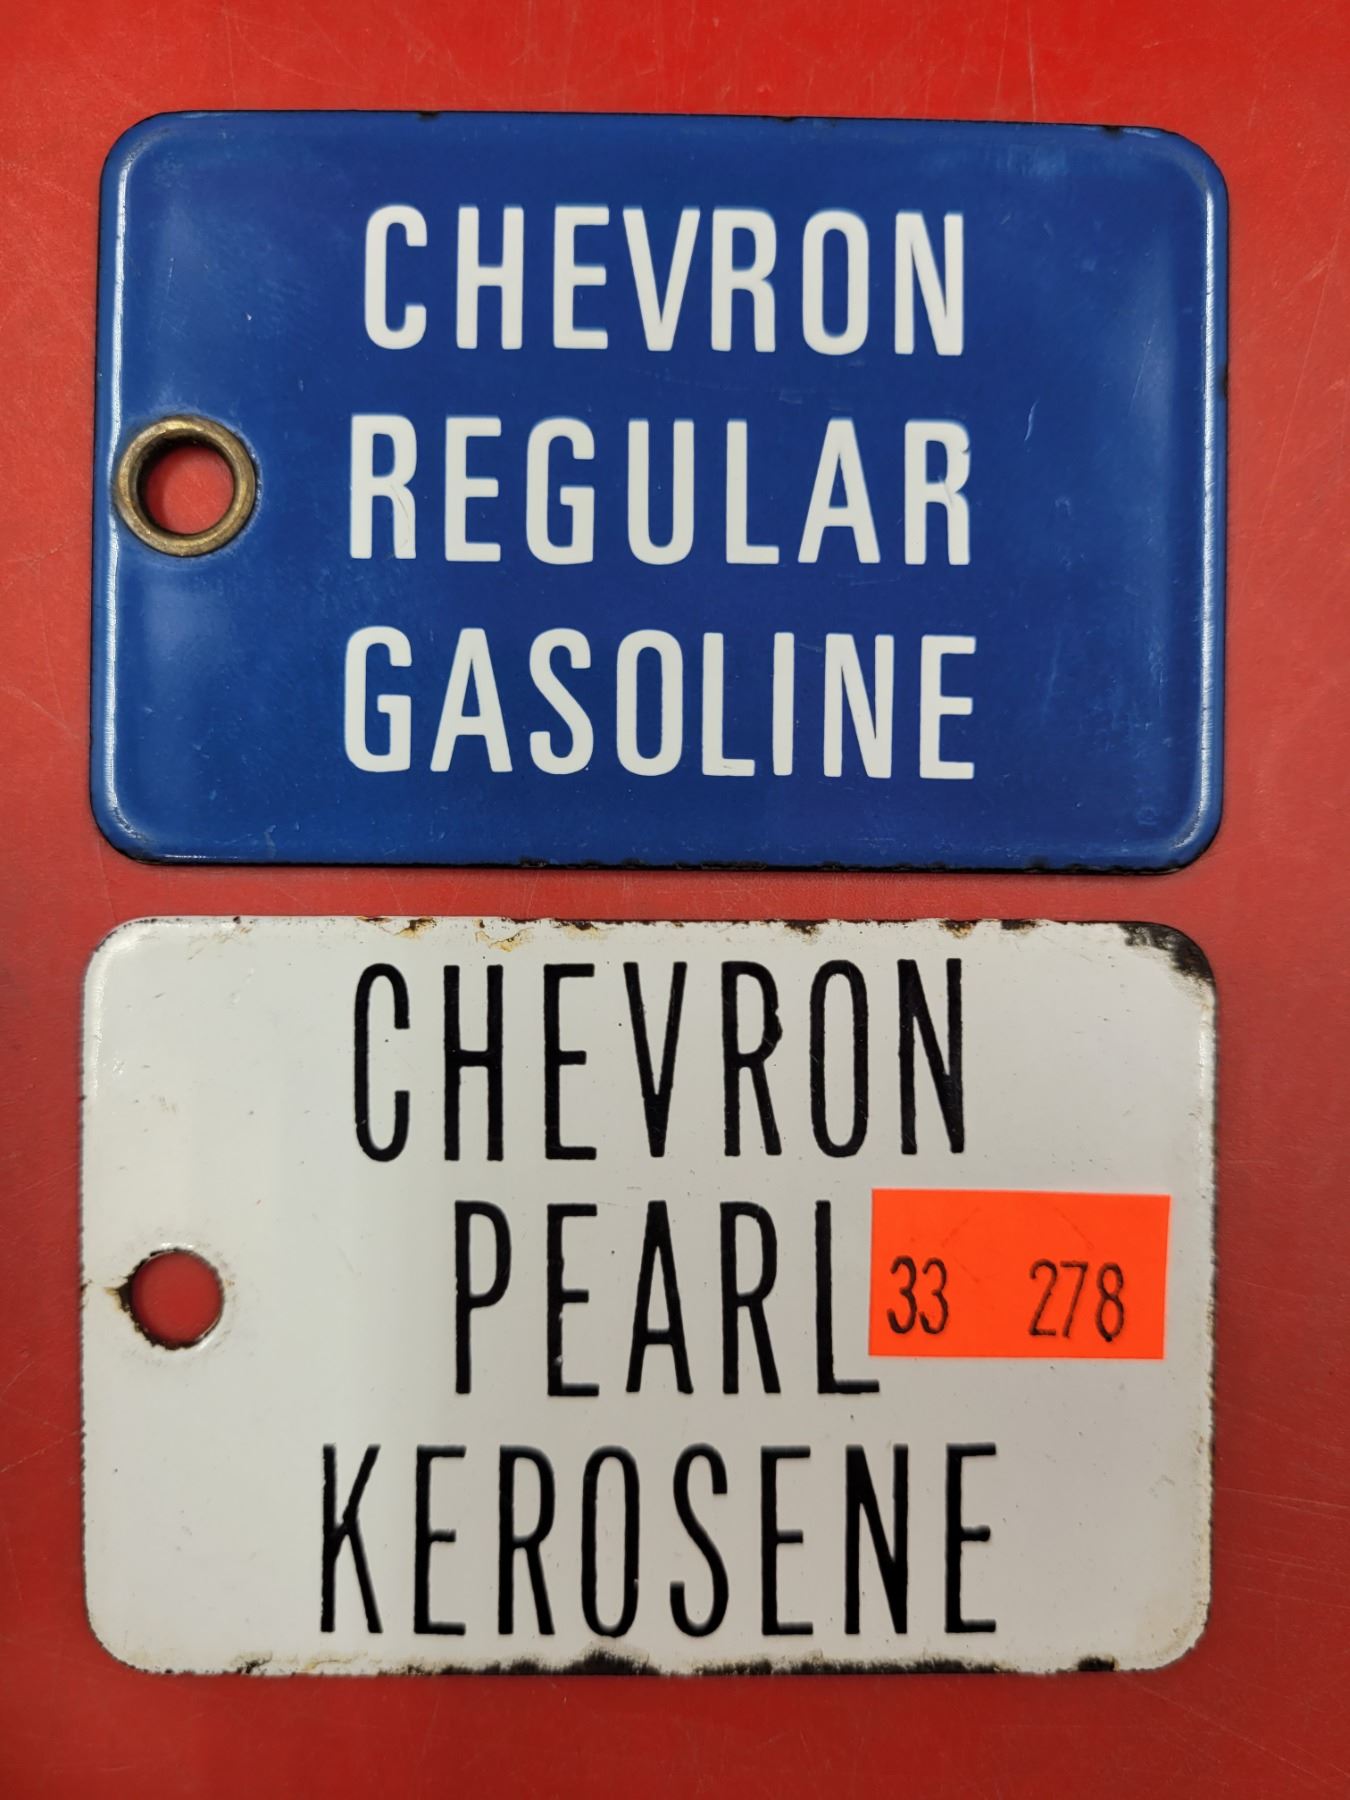 CHEVRON
REGULAR
GASOLINE
CHEVRON
PEARL
33 278
KEROSENE